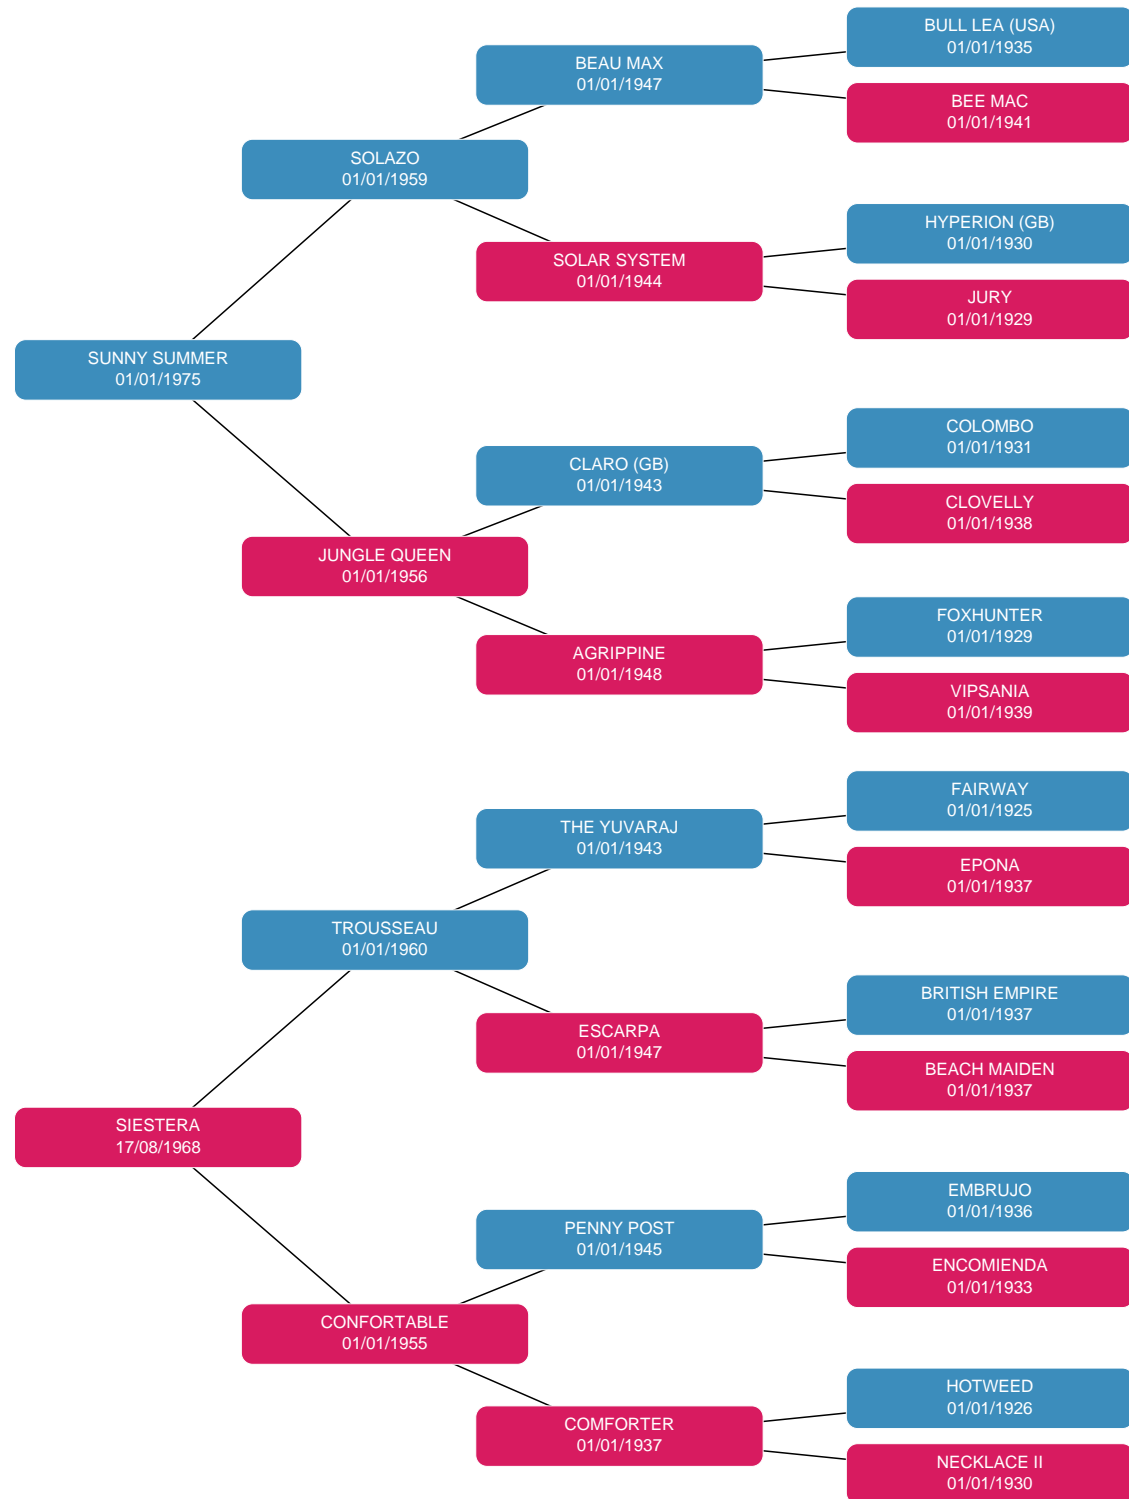 BULL LEA (USA)
01/01/1935
BEAU MAX
01/01/1947
BEE MAC
01/01/1941
SOLAZO
01/01/1959
HYPERION (GB)
01/01/1930
SOLAR SYSTEM
01/01/1944
JURY
01/01/1929
SUNNY SUMMER
01/01/1975
COLOMBO
01/01/1931
CLARO (GB)
01/01/1943
CLOVELLY
01/01/1938
JUNGLE QUEEN
01/01/1956
FOXHUNTER
01/01/1929
AGRIPPINE
01/01/1948
VIPSANIA
01/01/1939
FAIRWAY
01/01/1925
THE YUVARAJ
01/01/1943
EPONA
01/01/1937
TROUSSEAU
01/01/1960
BRITISH EMPIRE
01/01/1937
ESCARPA
01/01/1947
BEACH MAIDEN
01/01/1937
SIESTERA
17/08/1968
EMBRUJO
01/01/1936
PENNY POST
01/01/1945
ENCOMIENDA
01/01/1933
CONFORTABLE
01/01/1955
HOTWEED
01/01/1926
COMFORTER
01/01/1937
NECKLACE II
01/01/1930